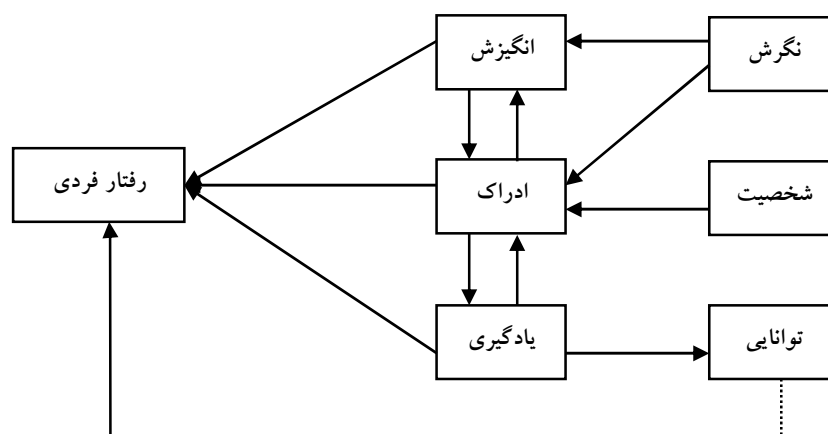 نگرش
انگیزش
شخصیت
ادراک
رفتار فردی
توانایی
یادگیری